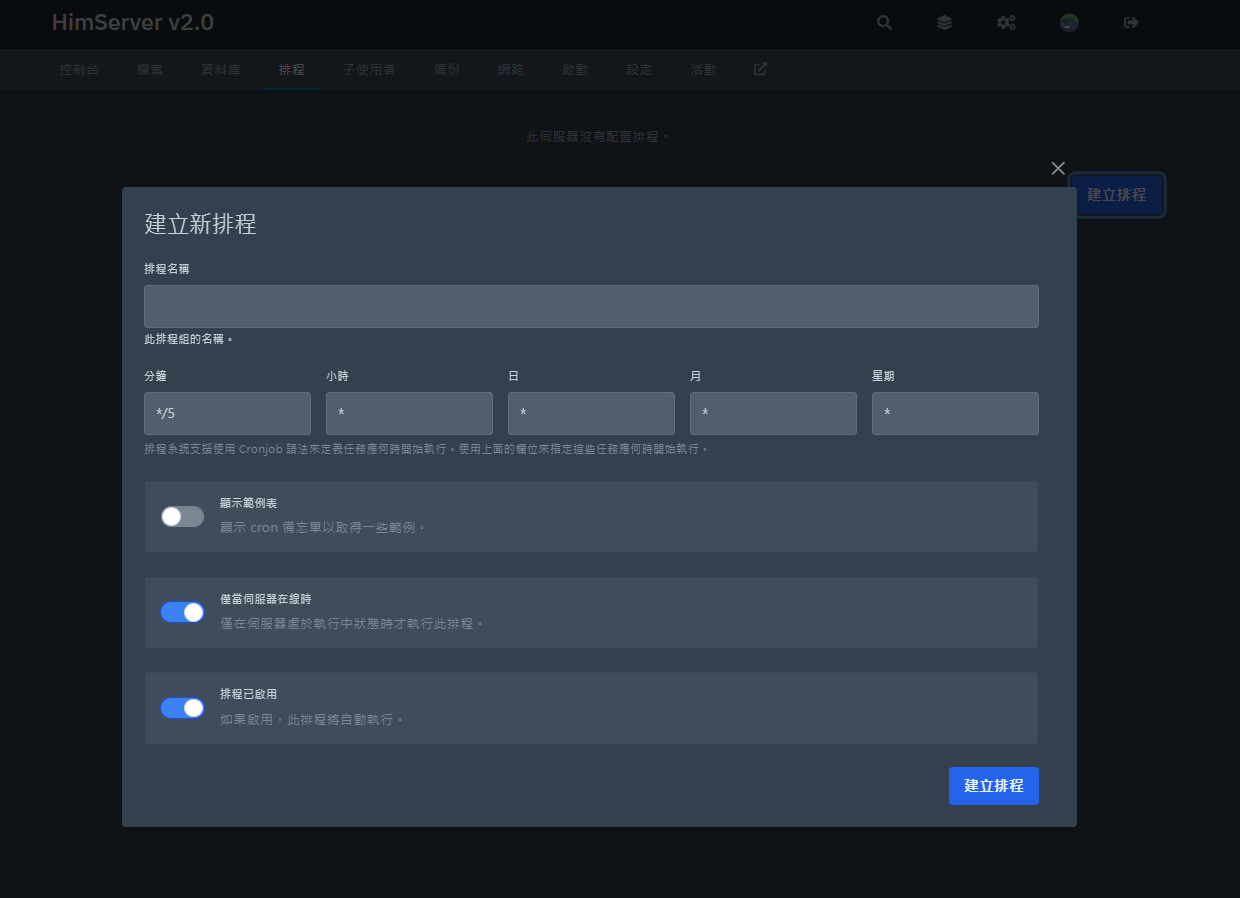 HimServer v2.0
控制台 檔案 資料庫 排程 子使用者 備份 網路 啟動 設定 活動
此伺服器沒有配置排程。
建立排程
建立新排程
排程名稱
此排程組的名稱。
分鐘 小時 日 月 星期
*/5 * * * *
排程系統支援使用 Cronjob 語法來定義任務應何時開始執行。使用上面的欄位來指定這些任務應何時開始執行。
顯示範例表
顯示 cron 備忘單以取得一些範例。
僅當伺服器在線時
僅在伺服器處於執行中狀態時才執行此排程。
排程已啟用
如果啟用，此排程將自動執行。
建立排程